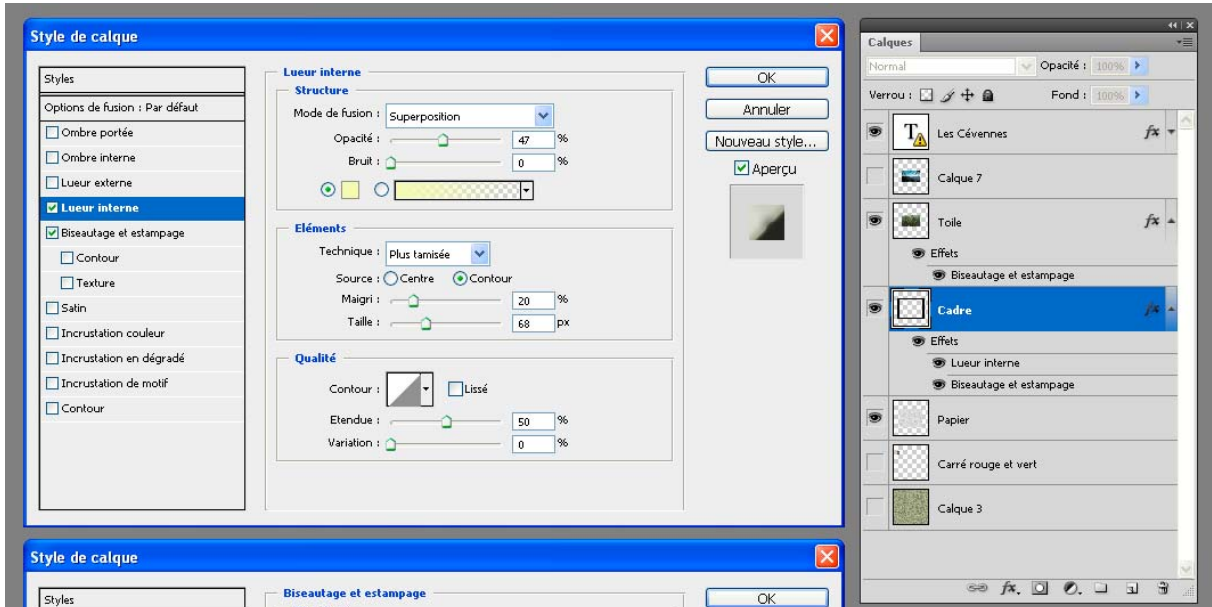 Style de calque
Styles
Options de fusion : Par défaut
Ombre portée
Ombre interne
Lueur externe
Lueur interne
Biseautage et estampage
Contour
Texture
Satin
Incrustation couleur
Incrustation en dégradé
Incrustation de motif
Contour
Lueur interne
Structure
Mode de fusion : Superposition
Opacité : 47 %
Bruit : 0 %
Eléments
Technique : Plus tamisée
Source : Centre Contour
Maigri : 20 %
Taille : 68 px
Qualité
Contour : Lissé
Etendue : 50 %
Variation : 0 %
OK
Annuler
Nouveau style...
Aperçu
Calques
Normal Opacité : 100%
Verrou : Fond : 100%
T Les Cévennes fx
Calque 7
Toile fx
Effets
Biseautage et estampage
Cadre fx
Effets
Lueur interne
Biseautage et estampage
Papier
Carré rouge et vert
Calque 3
fx.
Style de calque
Styles
Biseautage et estampage
OK